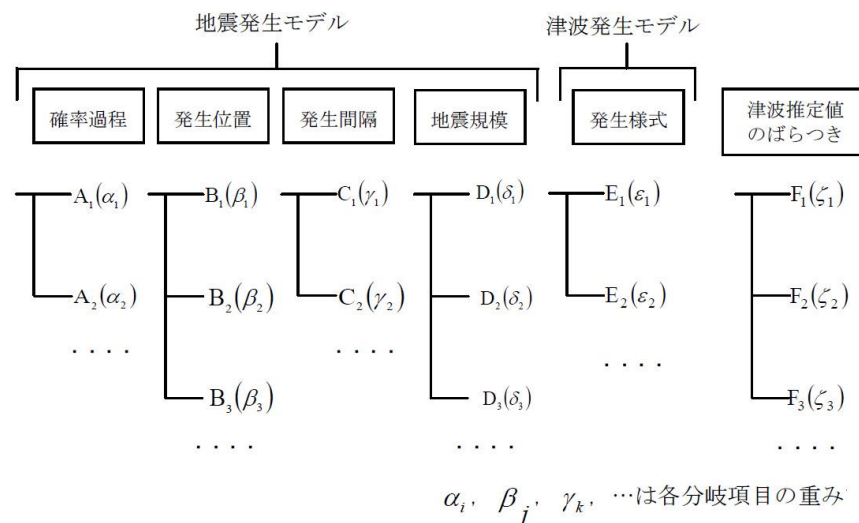 地震発生モデル 津波発生モデル
確率過程 発生位置 発生間隔 地震規模 発生様式 津波推定値
のばらつき
A₁(α₁) B₁(β₁) C₁(γ₁) D₁(δ₁) E₁(ε₁) F₁(ζ₁)
A₂(α₂) B₂(β₂) C₂(γ₂) D₂(δ₂) E₂(ε₂) F₂(ζ₂)
・・・・ ・・・・ ・・・・
B₃(β₃) D₃(δ₃) F₃(ζ₃)
・・・・ ・・・・ ・・・・
αᵢ, βⱼ, γₖ, …は各分岐項目の重み